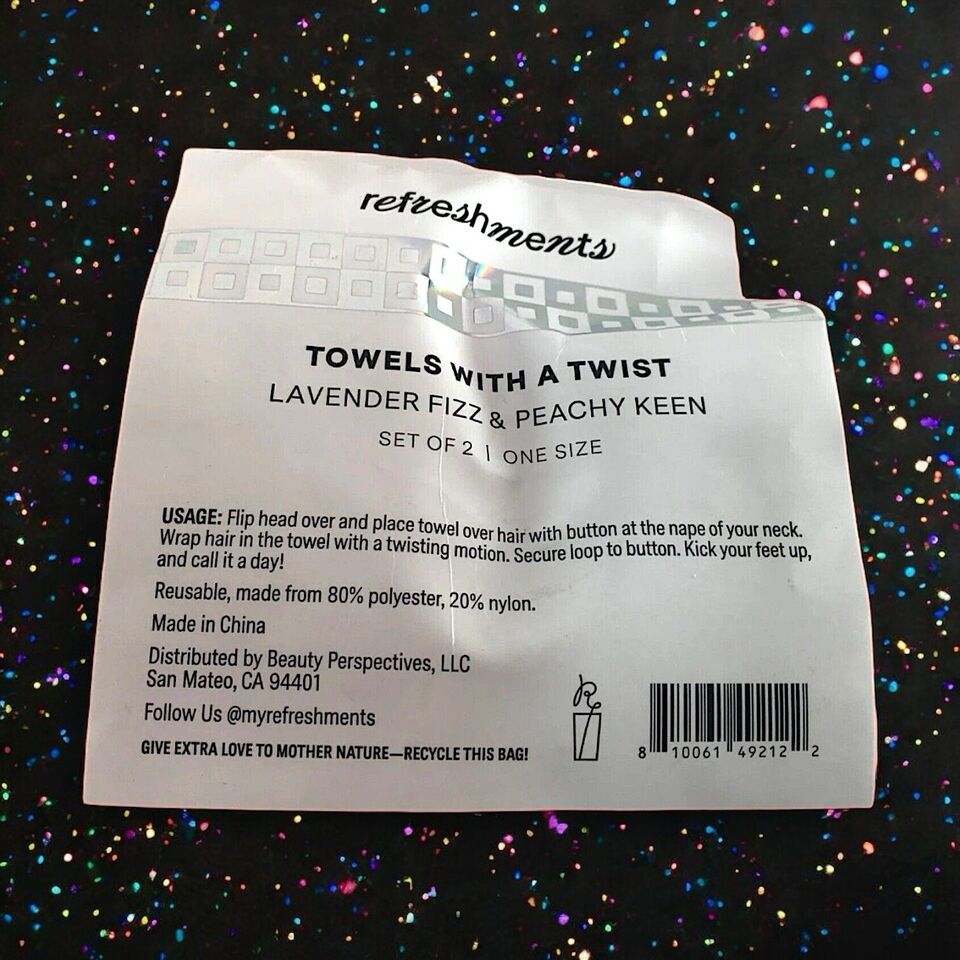 refreshments
TOWELS WITH A TWIST
LAVENDER FIZZ & PEACHY KEEN
SET OF 2 | ONE SIZE
USAGE: Flip head over and place towel over hair with button at the nape of your neck.
Wrap hair in the towel with a twisting motion. Secure loop to button. Kick your feet up,
and call it a day!
Reusable, made from 80% polyester, 20% nylon.
Made in China
Distributed by Beauty Perspectives, LLC
San Mateo, CA 94401
Follow Us @myrefreshments
GIVE EXTRA LOVE TO MOTHER NATURE—RECYCLE THIS BAG!
R
8 10061 49212 2